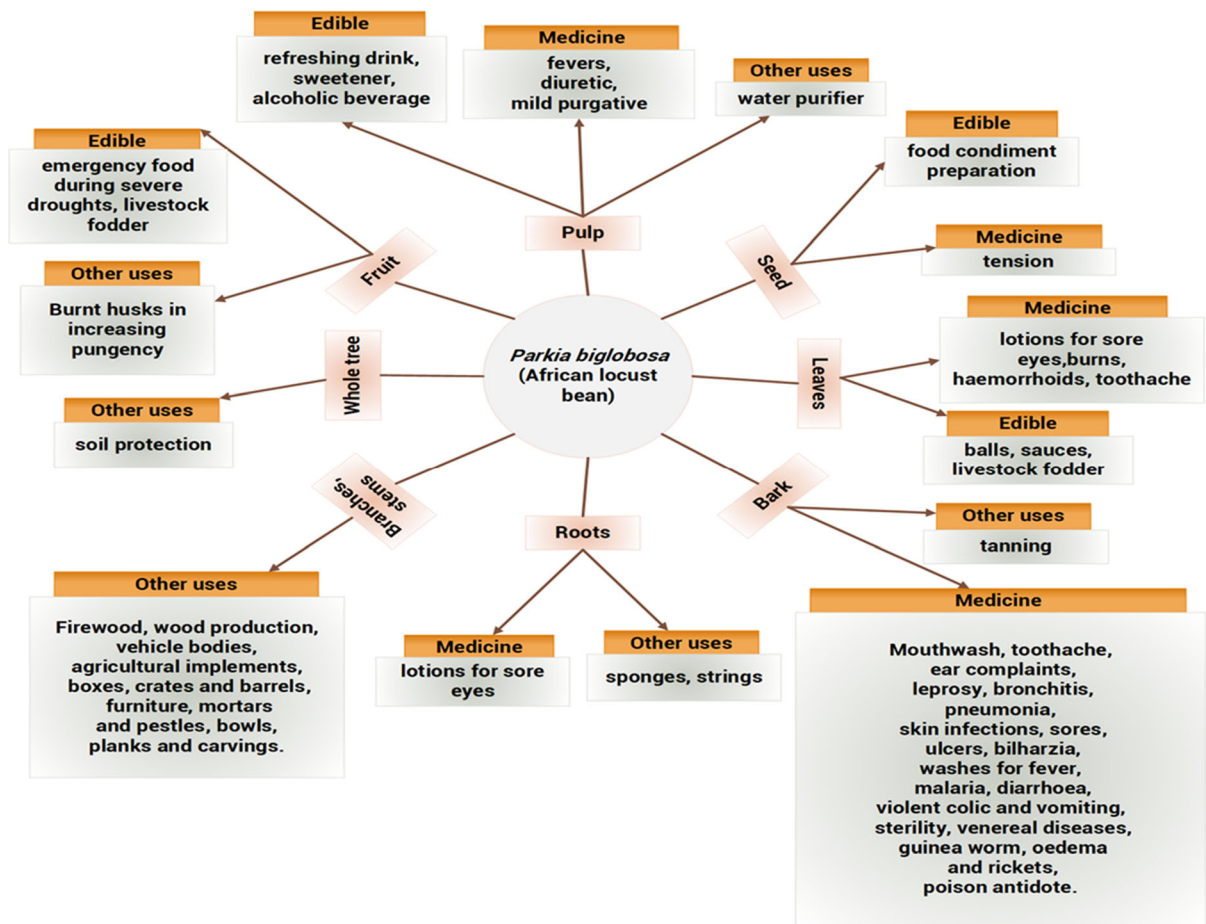 Edible
refreshing drink,
sweetener,
alcoholic beverage
Medicine
fevers,
diuretic,
mild purgative
Other uses
water purifier
Edible
food condiment
preparation
Edible
emergency food
during severe
droughts, livestock
fodder
Pulp
Seed
Medicine
tension
Fruit
Other uses
Burnt husks in
increasing
pungency
Medicine
lotions for sore
eyes,burns,
haemorrhoids, toothache
Parkia biglobosa
(African locust
bean)
Whole tree
Leaves
Other uses
soil protection
Edible
balls, sauces,
livestock fodder
Branches,
stems
Roots
Bark
Other uses
tanning
Other uses
Firewood, wood production,
vehicle bodies,
agricultural implements,
boxes, crates and barrels,
furniture, mortars
and pestles, bowls,
planks and carvings.
Medicine
lotions for sore
eyes
Other uses
sponges, strings
Medicine
Mouthwash, toothache,
ear complaints,
leprosy, bronchitis,
pneumonia,
skin infections, sores,
ulcers, bilharzia,
washes for fever,
malaria, diarrhoea,
violent colic and vomiting,
sterility, venereal diseases,
guinea worm, oedema
and rickets,
poison antidote.